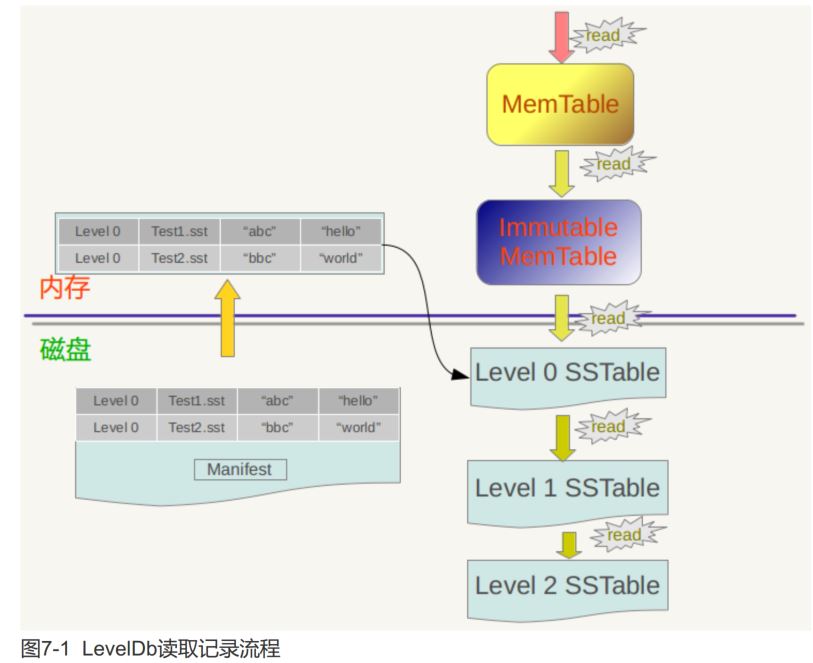 read
MemTable
read
Immutable
MemTable
Level 0 Test1.sst “abc” “hello”
Level 0 Test2.sst “bbc” “world”
内存
read
磁盘
Level 0 SSTable
Level 0 Test1.sst “abc” “hello”
Level 0 Test2.sst “bbc” “world”
read
Manifest
Level 1 SSTable
read
Level 2 SSTable
图7-1 LevelDb读取记录流程